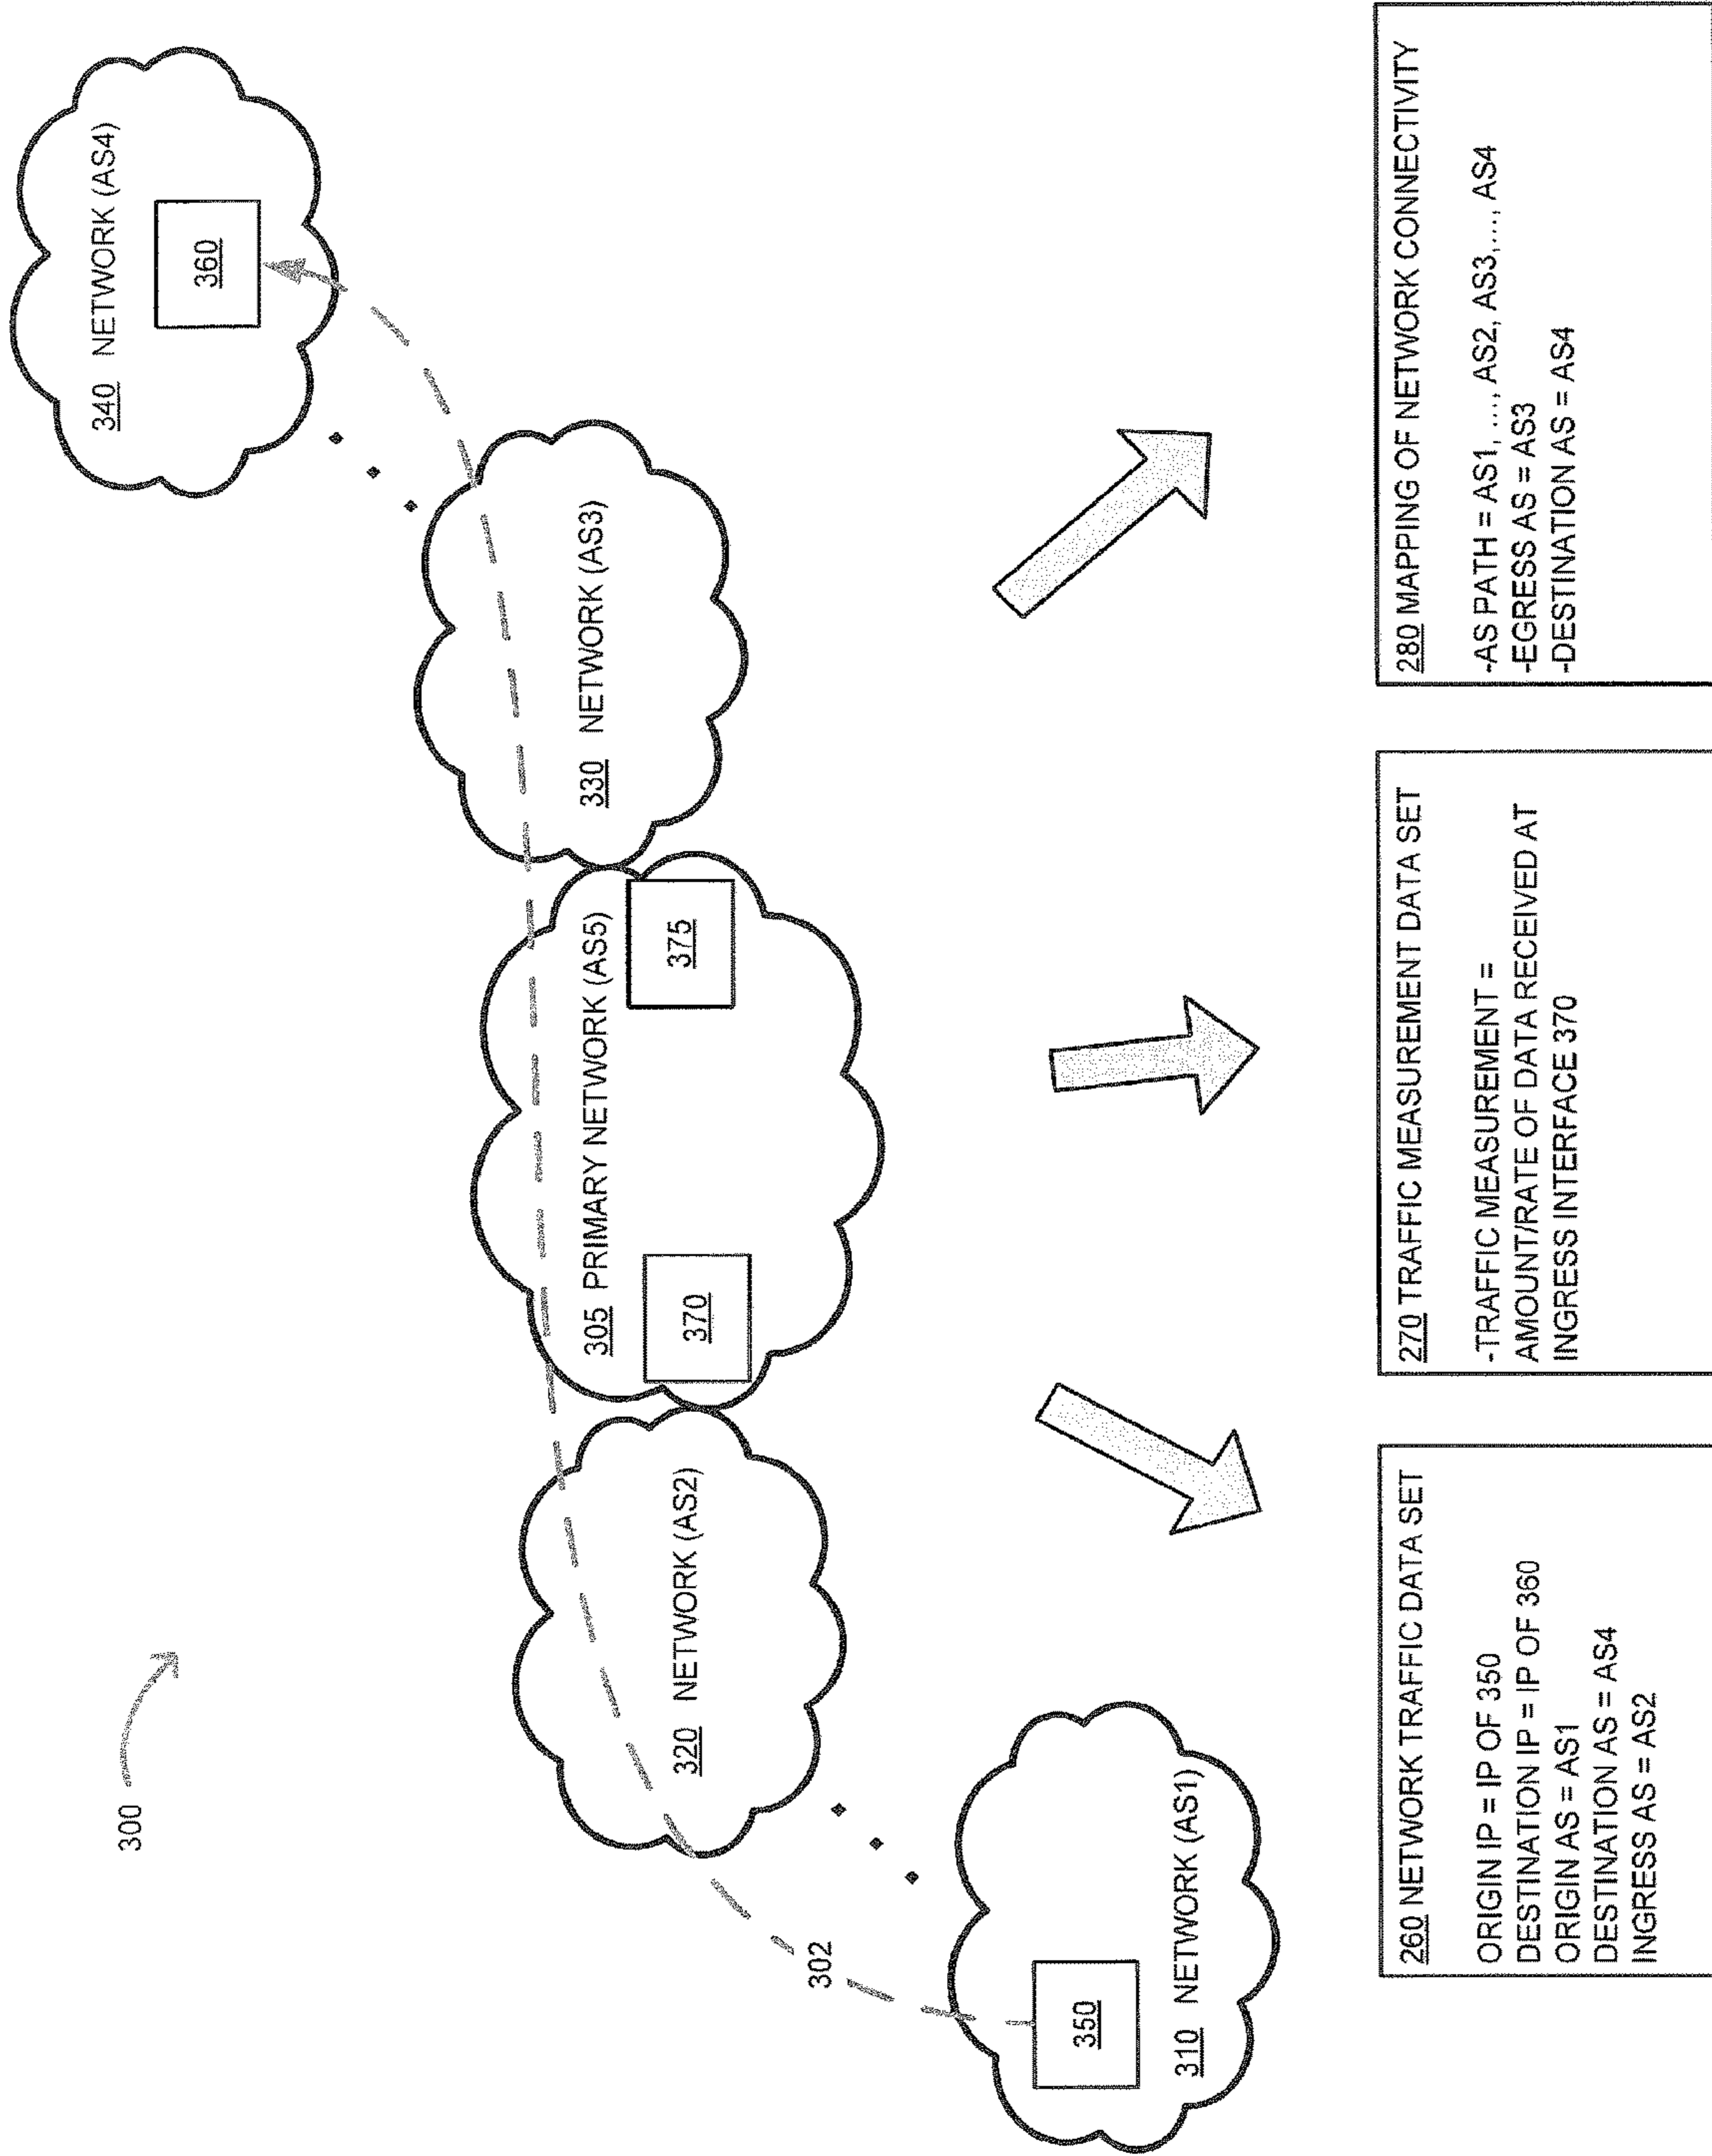 300
302
340 NETWORK (AS4)
360
330 NETWORK (AS3)
305 PRIMARY NETWORK (AS5)
370
375
320 NETWORK (AS2)
350
310 NETWORK (AS1)
260 NETWORK TRAFFIC DATA SET
ORIGIN IP = IP OF 350
DESTINATION IP = IP OF 360
ORIGIN AS = AS1
DESTINATION AS = AS4
INGRESS AS = AS2
270 TRAFFIC MEASUREMENT DATA SET
-TRAFFIC MEASUREMENT =
AMOUNT/RATE OF DATA RECEIVED AT
INGRESS INTERFACE 370
280 MAPPING OF NETWORK CONNECTIVITY
-AS PATH = AS1, ..., AS2, AS3,..., AS4
-EGRESS AS = AS3
-DESTINATION AS = AS4